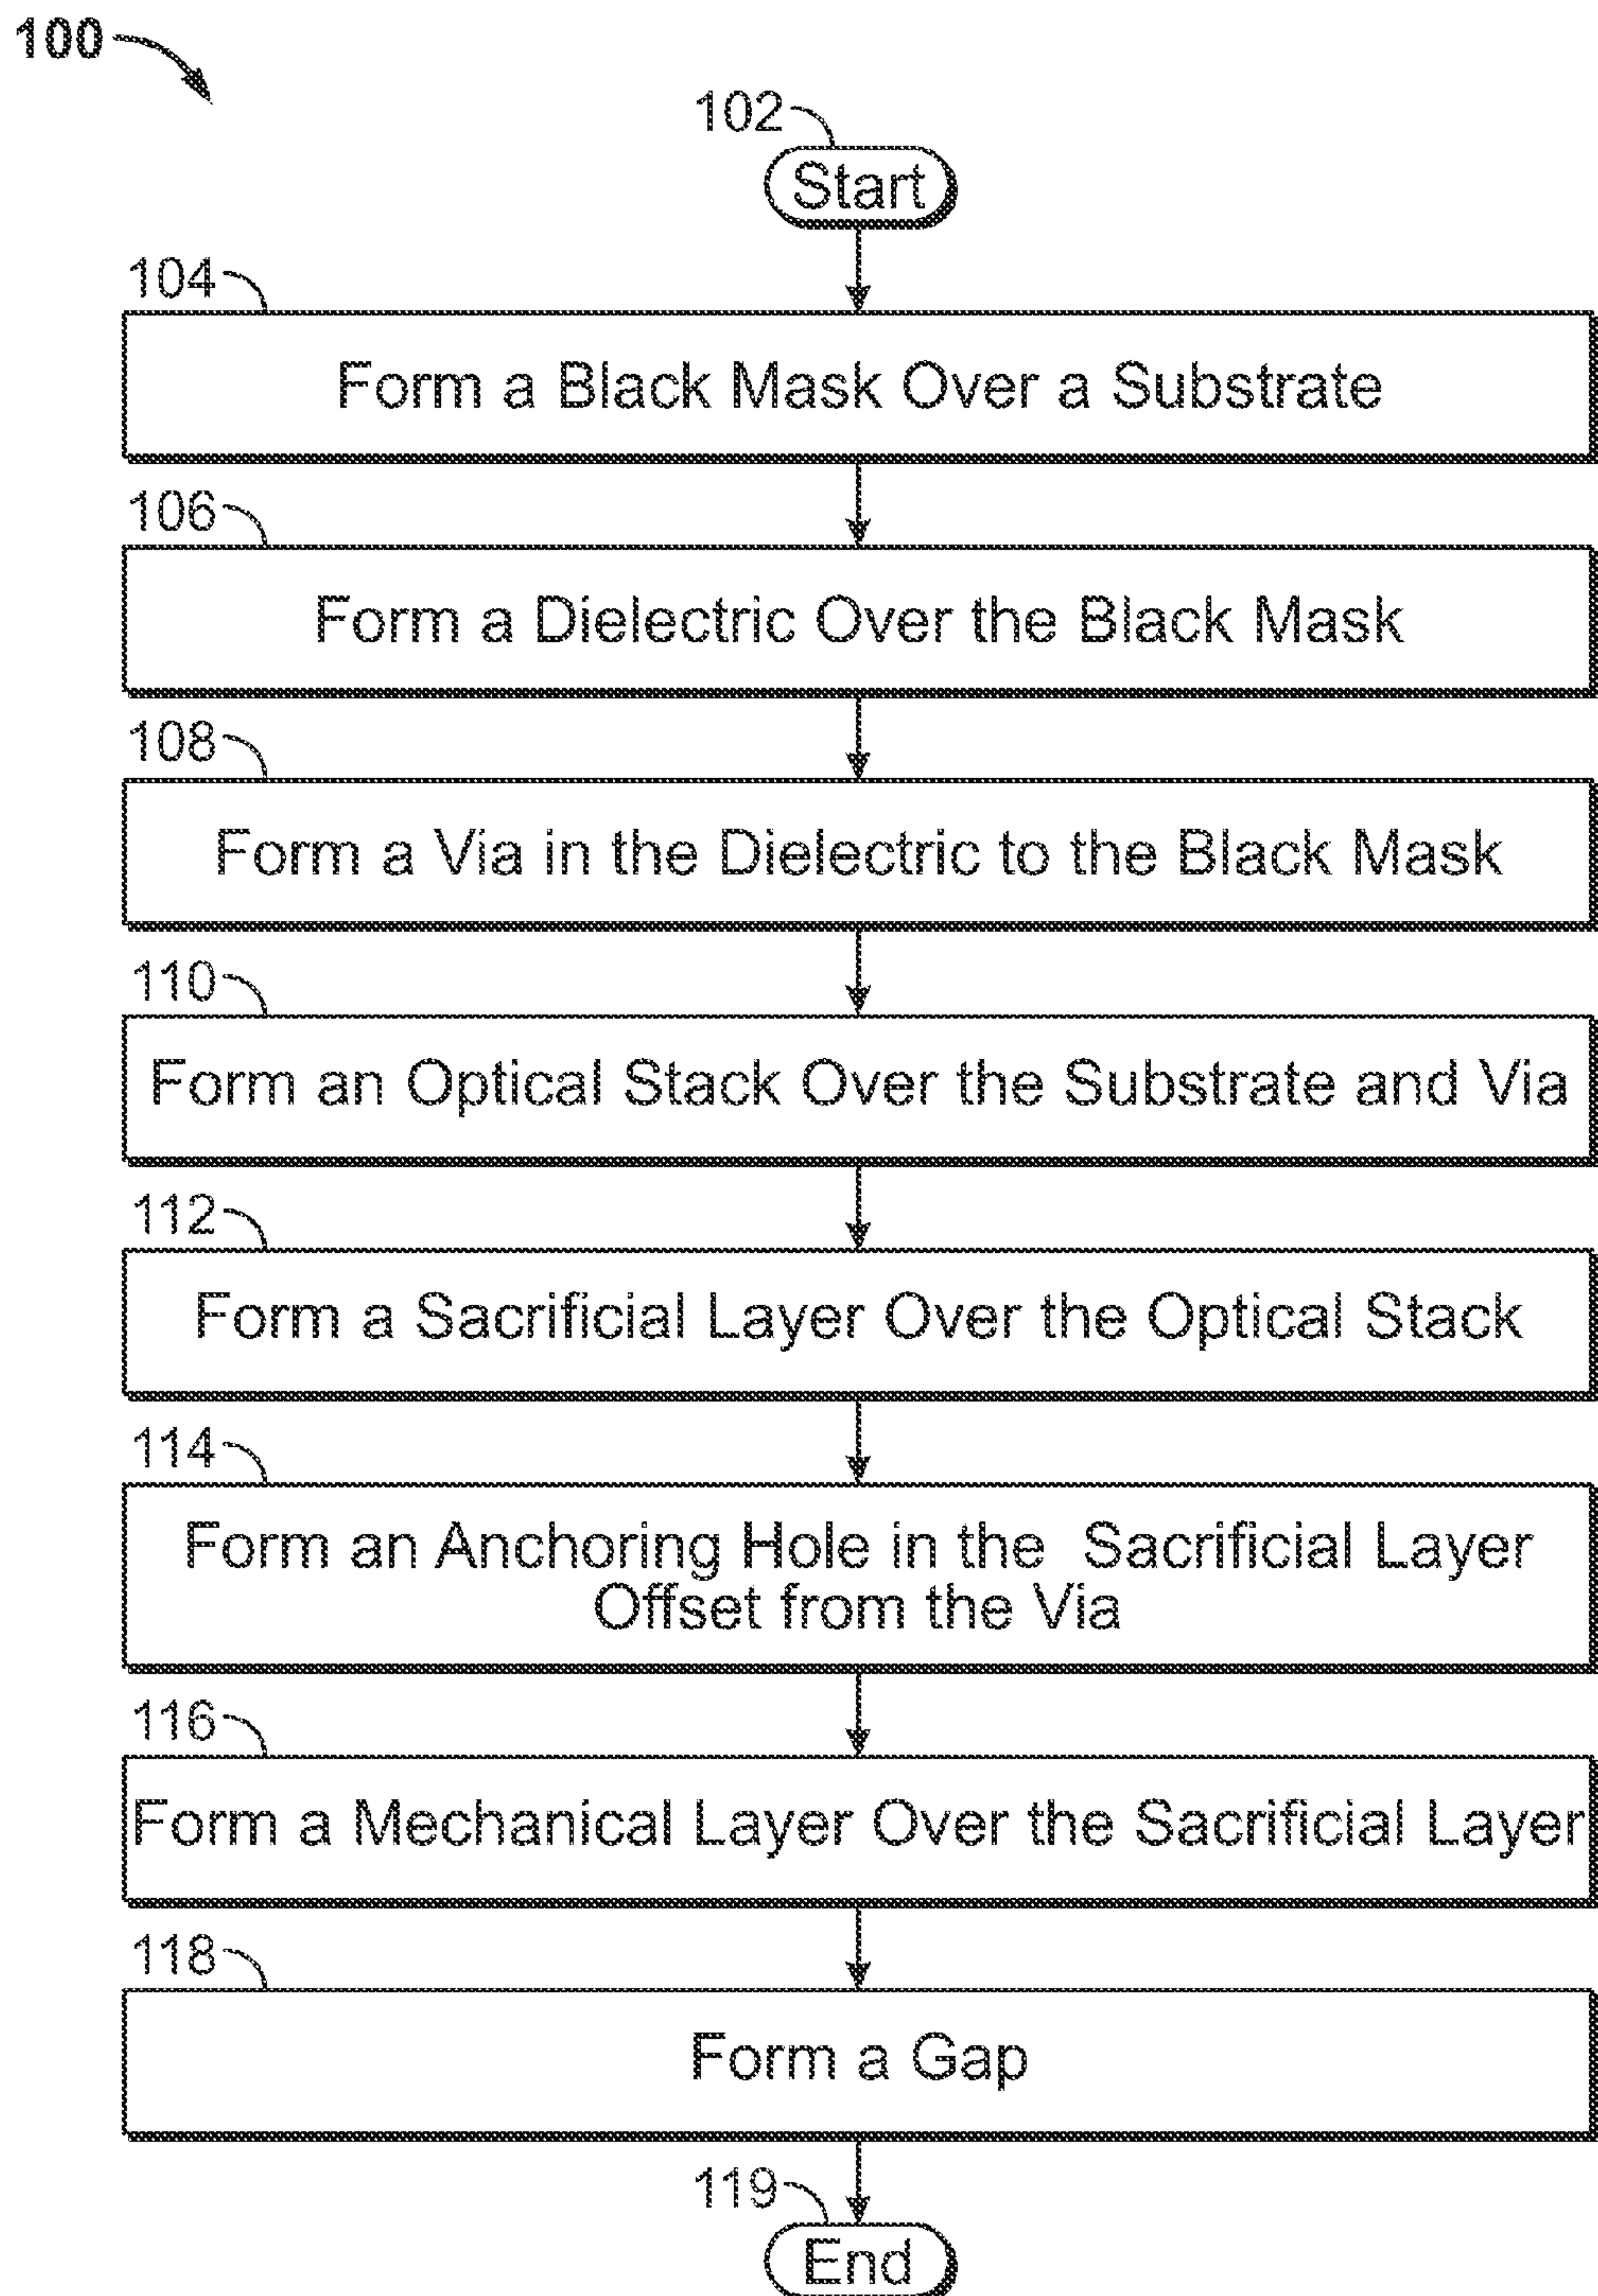 100
102
Start
104
Form a Black Mask Over a Substrate
106
Form a Dielectric Over the Black Mask
108
Form a Via in the Dielectric to the Black Mask
110
Form an Optical Stack Over the Substrate and Via
112
Form a Sacrificial Layer Over the Optical Stack
114
Form an Anchoring Hole in the Sacrificial Layer
Offset from the Via
116
Form a Mechanical Layer Over the Sacrificial Layer
118
Form a Gap
119
End